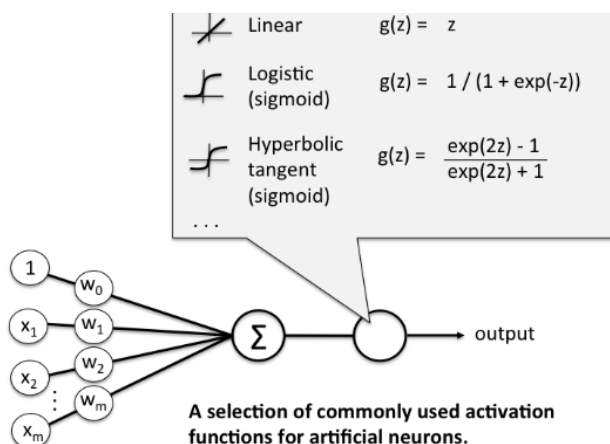 Linear g(z) = z
Logistic g(z) = 1 / (1 + exp(-z))
(sigmoid)
Hyperbolic
tangent g(z) = exp(2z) - 1
exp(2z) + 1
(sigmoid)
. . .
1 w0
x1 w1
x2 w2
⋮
xm wm
Σ
output
A selection of commonly used activation
functions for artificial neurons.